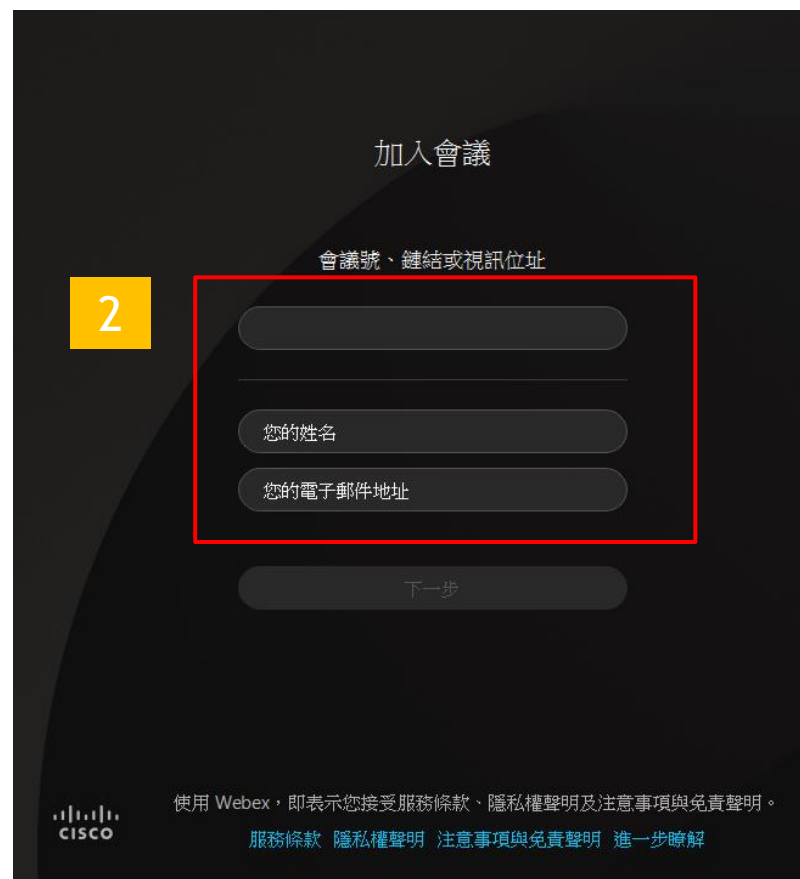 加入會議
會議號、鏈結或視訊位址
2
您的姓名
您的電子郵件地址
下一步
使用 Webex，即表示您接受服務條款、隱私權聲明及注意事項與免責聲明。
CISCO
服務條款 隱私權聲明 注意事項與免責聲明 進一步瞭解